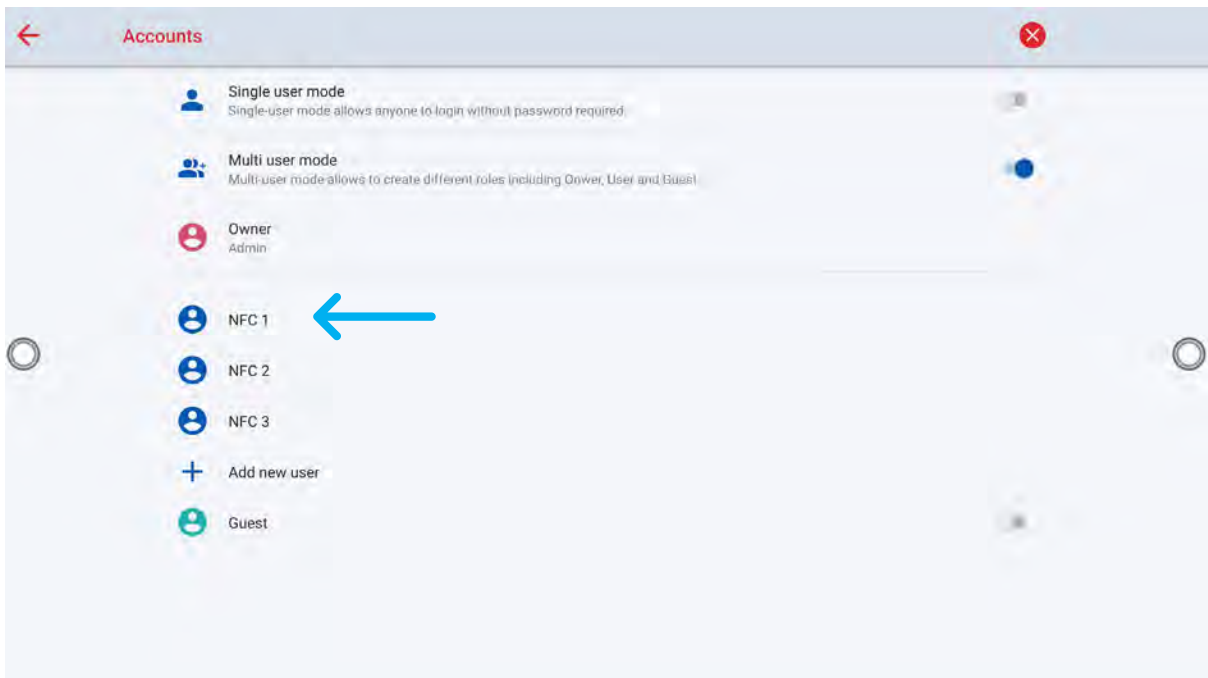 Accounts
Single user mode
Single-user mode allows anyone to login without password required.
Multi user mode
Multi-user mode allows to create different roles including Onwer, User and Guest
Owner
Admin
NFC 1
NFC 2
NFC 3
Add new user
Guest